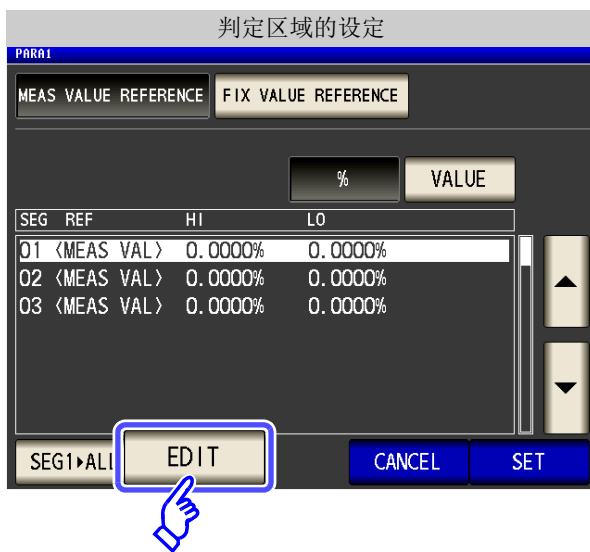 判定区域的设定
PARA1
MEAS VALUE REFERENCE FIX VALUE REFERENCE
% VALUE
SEG REF HI LO
01 〈MEAS VAL〉 0.0000% 0.0000%
02 〈MEAS VAL〉 0.0000% 0.0000%
03 〈MEAS VAL〉 0.0000% 0.0000%
SEG1▸ALL EDIT CANCEL SET